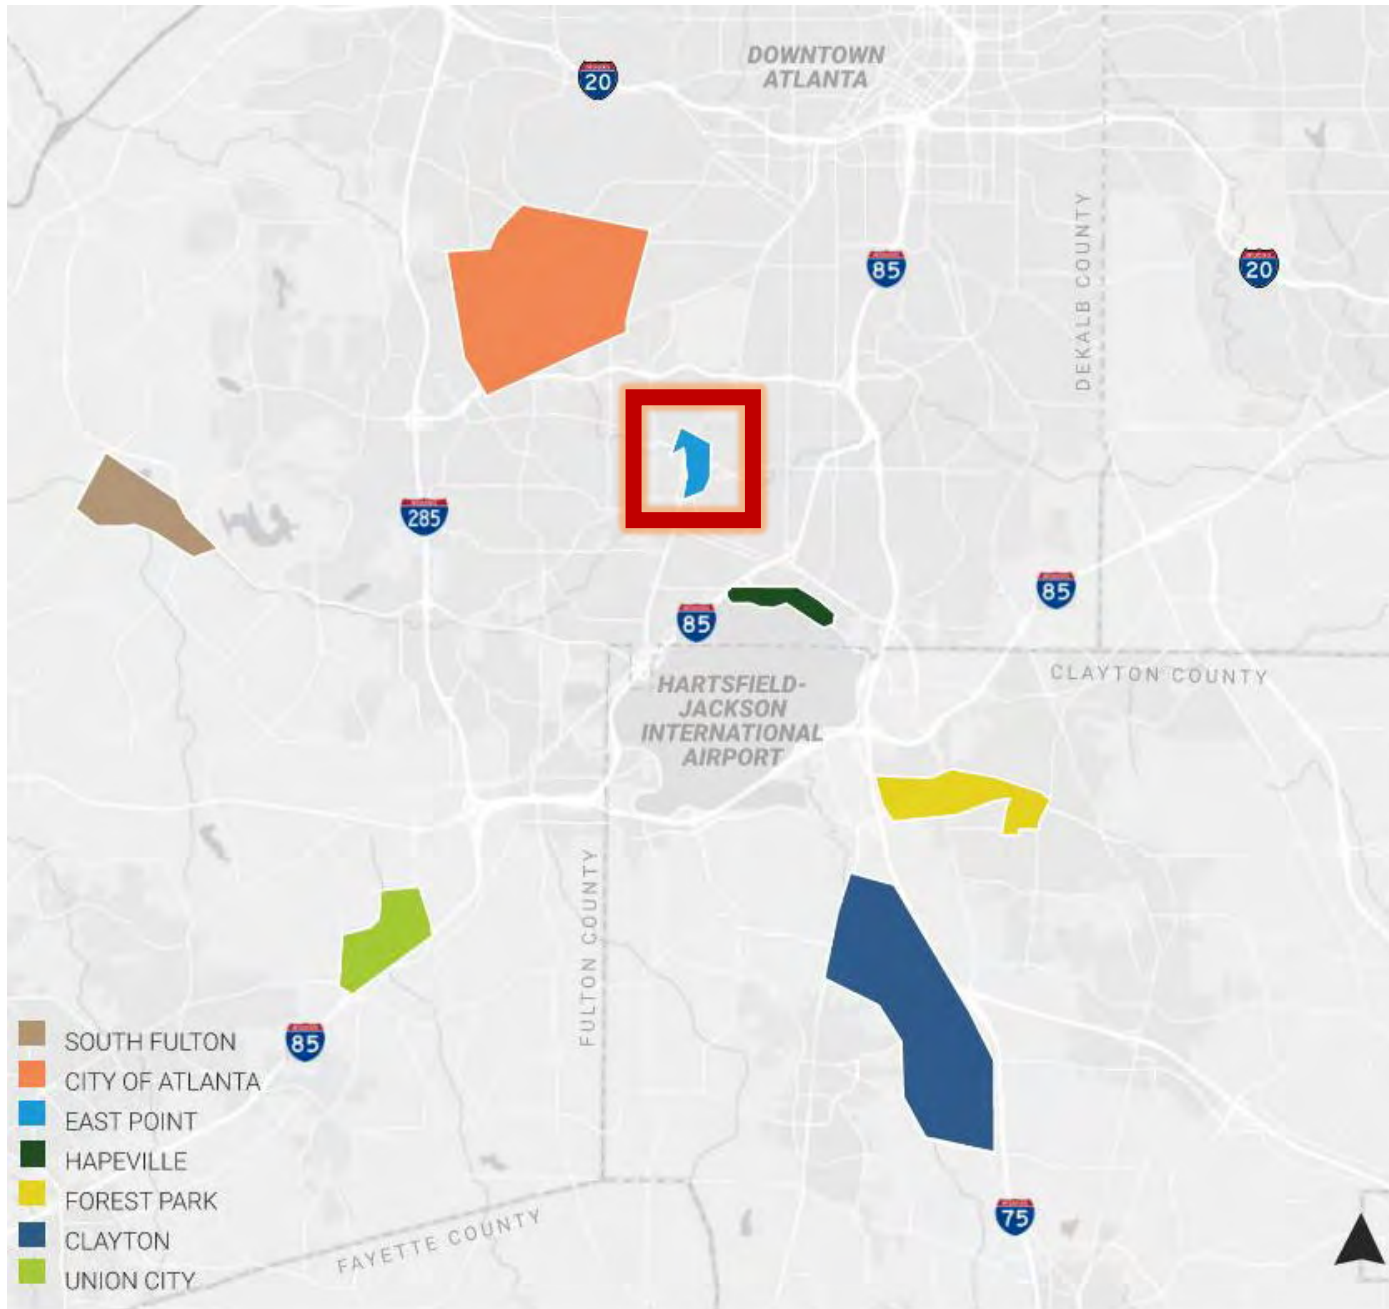 DOWNTOWN
ATLANTA
20
DEKALB COUNTY
85
20
285
85
85
CLAYTON COUNTY
HARTSFIELD-
JACKSON
INTERNATIONAL
AIRPORT
FULTON COUNTY
85
75
FAYETTE COUNTY
SOUTH FULTON
CITY OF ATLANTA
EAST POINT
HAPEVILLE
FOREST PARK
CLAYTON
UNION CITY